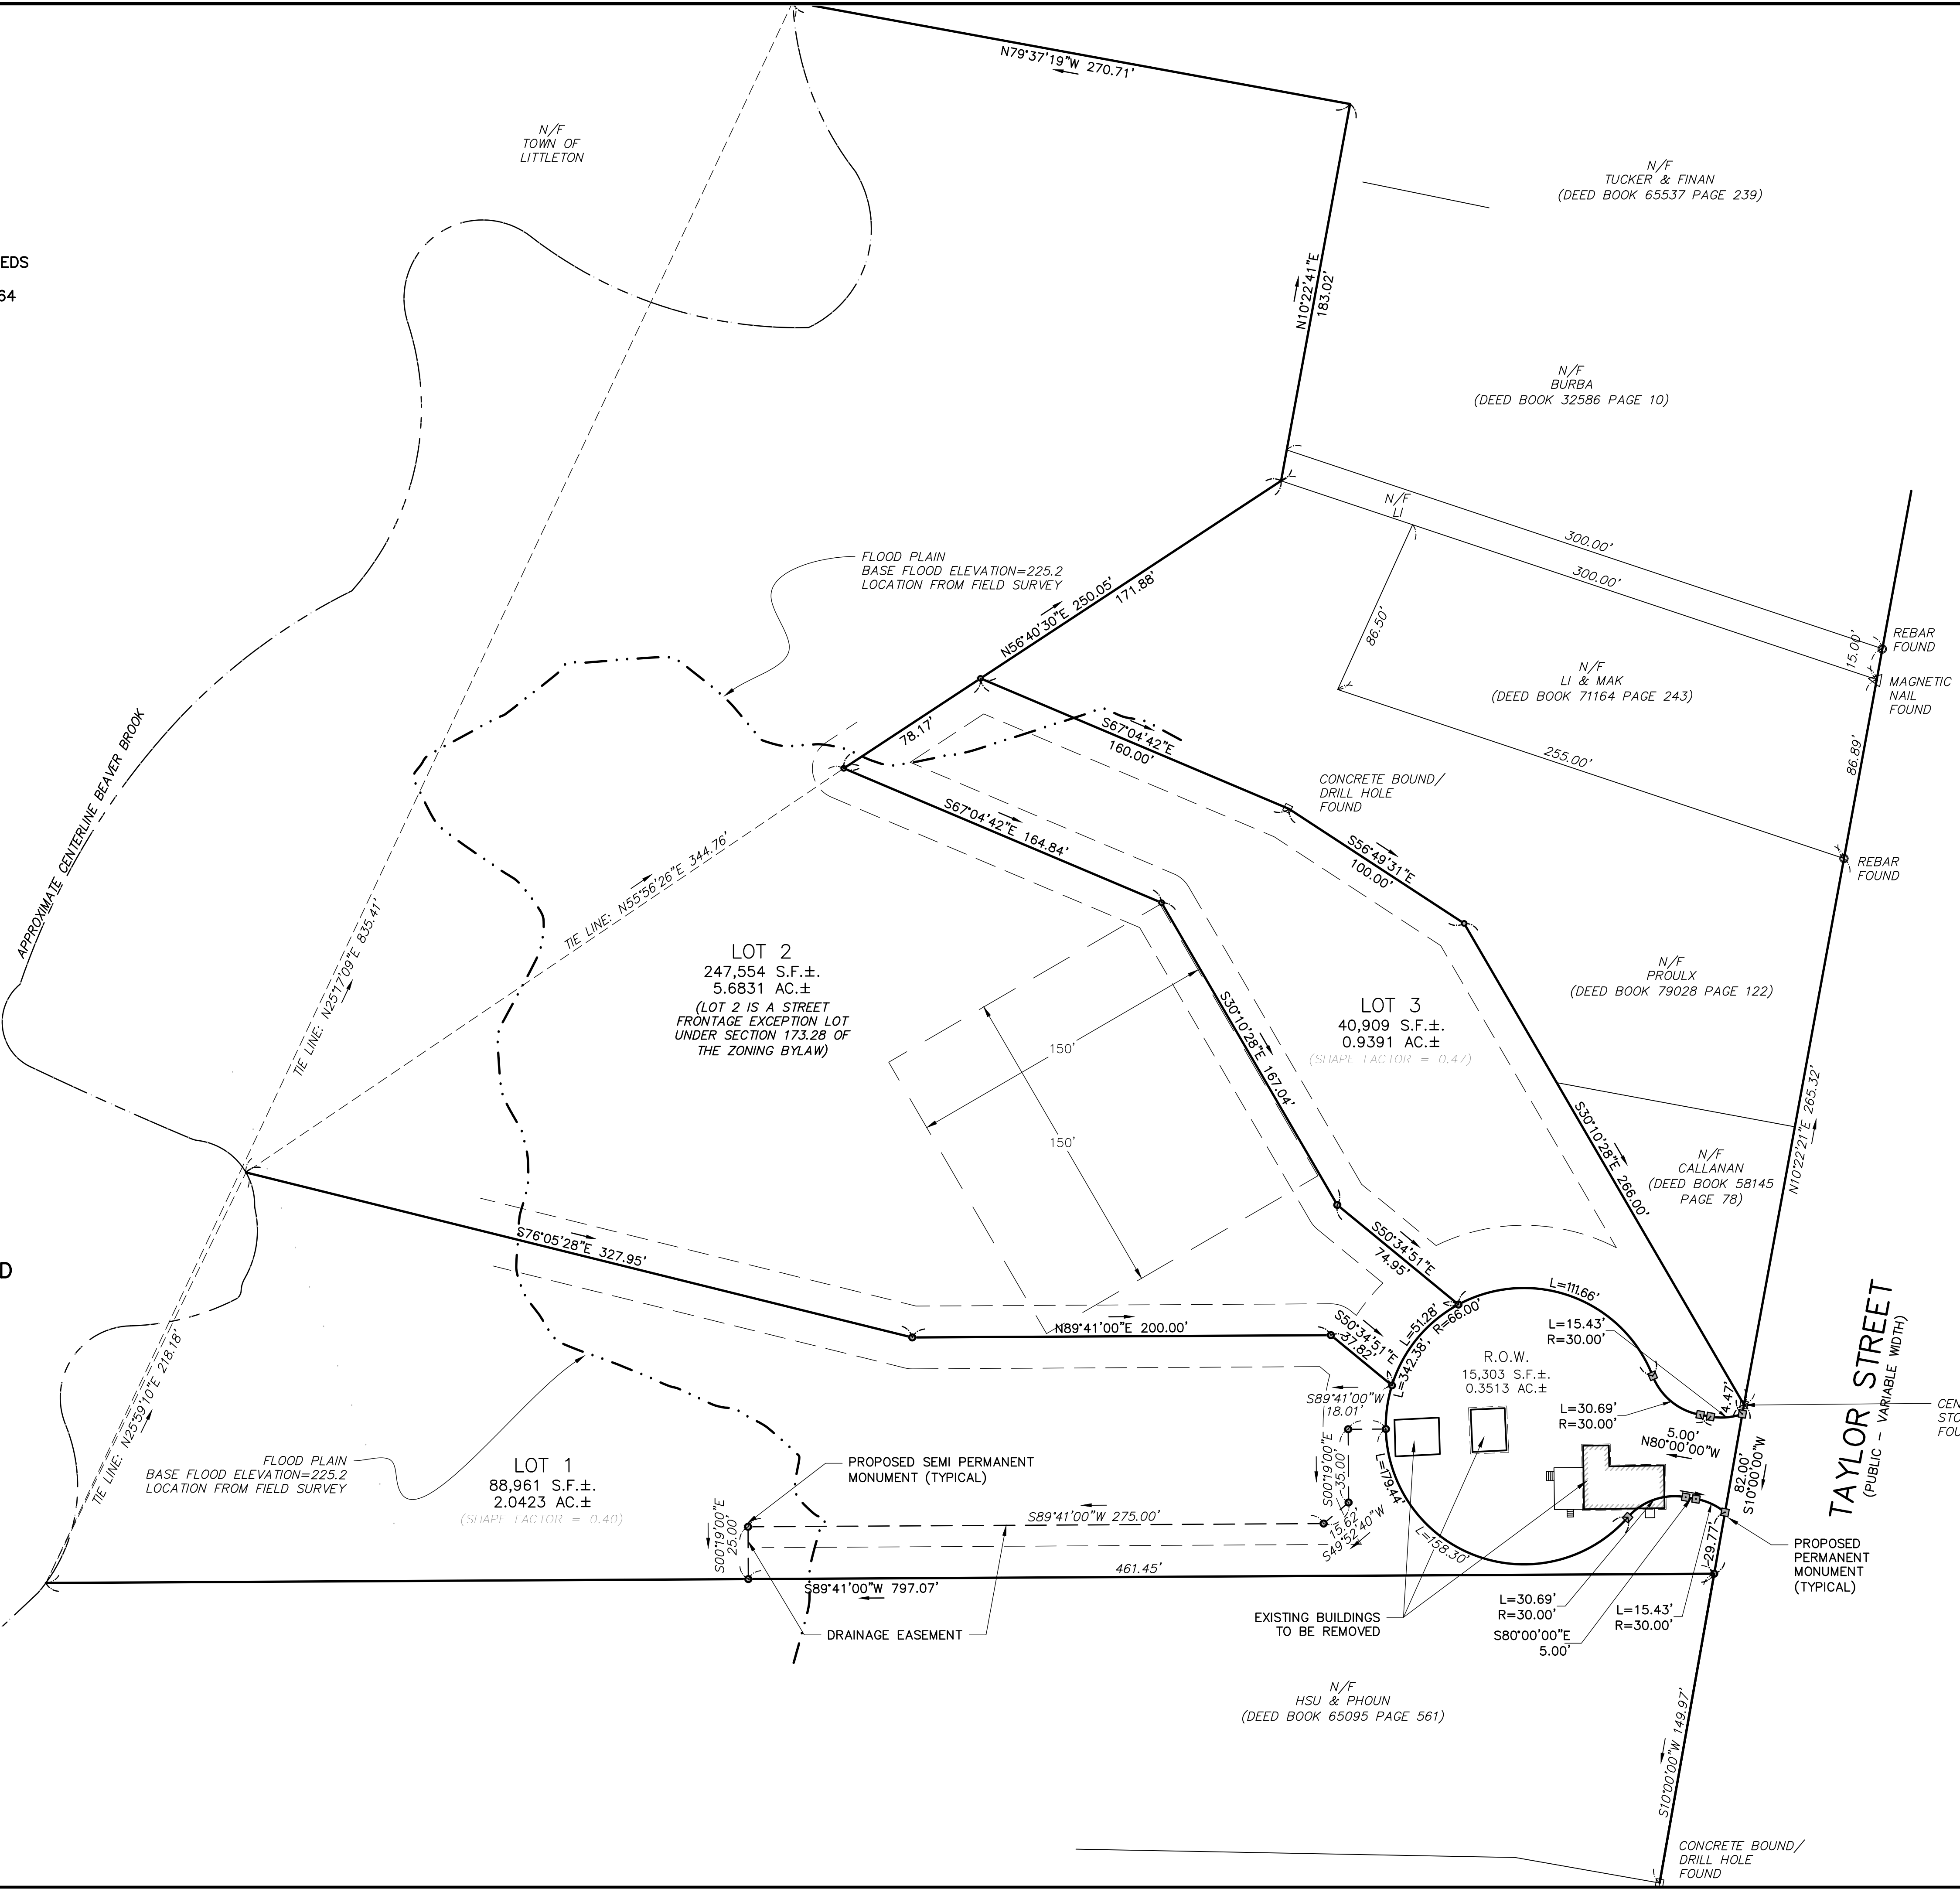 N79°37'19"W 270.71'
N/F
TOWN OF
LITTLETON
N/F
TUCKER & FINAN
(DEED BOOK 65537 PAGE 239)
EDS
64
N10°22'41"E
183.02'
N/F
BURBA
(DEED BOOK 32586 PAGE 10)
N/F
LI
300.00'
300.00'
FLOOD PLAIN
BASE FLOOD ELEVATION=225.2
LOCATION FROM FIELD SURVEY
N56°40'30"E 250.05'
171.88'
86.50'
15.00'
REBAR
FOUND
N/F
LI & MAK
(DEED BOOK 71164 PAGE 243)
MAGNETIC
NAIL
FOUND
APPROXIMATE CENTERLINE BEAVER BROOK
78.17'
S67°04'42"E
160.00'
255.00'
86.89'
CONCRETE BOUND/
DRILL HOLE
FOUND
S67°04'42"E 164.84'
TIE LINE: N55°56'26"E 344.76'
S56°49'31"E
100.00'
REBAR
FOUND
TIE LINE: N25°17'09"E 835.41'
LOT 2
247,554 S.F.±.
5.6831 AC.±
(LOT 2 IS A STREET
FRONTAGE EXCEPTION LOT
UNDER SECTION 173.28 OF
THE ZONING BYLAW)
150'
150'
S30°10'28"E 167.04'
LOT 3
40,909 S.F.±.
0.9391 AC.±
(SHAPE FACTOR = 0.47)
N/F
PROULX
(DEED BOOK 79028 PAGE 122)
S30°10'28"E 266.00'
N/F
CALLANAN
(DEED BOOK 58145
PAGE 78)
N10°22'21"E 265.32'
D
S76°05'28"E 327.95'
S50°34'51"E
74.95'
N89°41'00"E 200.00'
S50°34'51"E
37.82'
L=51.28'
R=66.00'
L=342.38'
L=111.66'
L=15.43'
R=30.00'
R.O.W.
15,303 S.F.±.
0.3513 AC.±
4.47'
L=30.69'
R=30.00'
5.00'
N80°00'00"W
82.00'
S10°00'00"W
TAYLOR STREET
(PUBLIC - VARIABLE WIDTH)
CEN
STO
FOU
TIE LINE: N25°59'10"E 218.18'
FLOOD PLAIN
BASE FLOOD ELEVATION=225.2
LOCATION FROM FIELD SURVEY
LOT 1
88,961 S.F.±.
2.0423 AC.±
(SHAPE FACTOR = 0.40)
PROPOSED SEMI PERMANENT
MONUMENT (TYPICAL)
S89°41'00"W
18.01'
S00°19'00"E
35.00'
L=179.44'
S00°19'00"E
25.00'
S89°41'00"W 275.00'
15.62'
S49°52'40"W
L=158.30'
29.77'
PROPOSED
PERMANENT
MONUMENT
(TYPICAL)
461.45'
S89°41'00"W 797.07'
DRAINAGE EASEMENT
EXISTING BUILDINGS
TO BE REMOVED
L=30.69'
R=30.00'
L=15.43'
R=30.00'
S80°00'00"E
5.00'
N/F
HSU & PHOUN
(DEED BOOK 65095 PAGE 561)
S10°00'00"W 149.97'
CONCRETE BOUND/
DRILL HOLE
FOUND